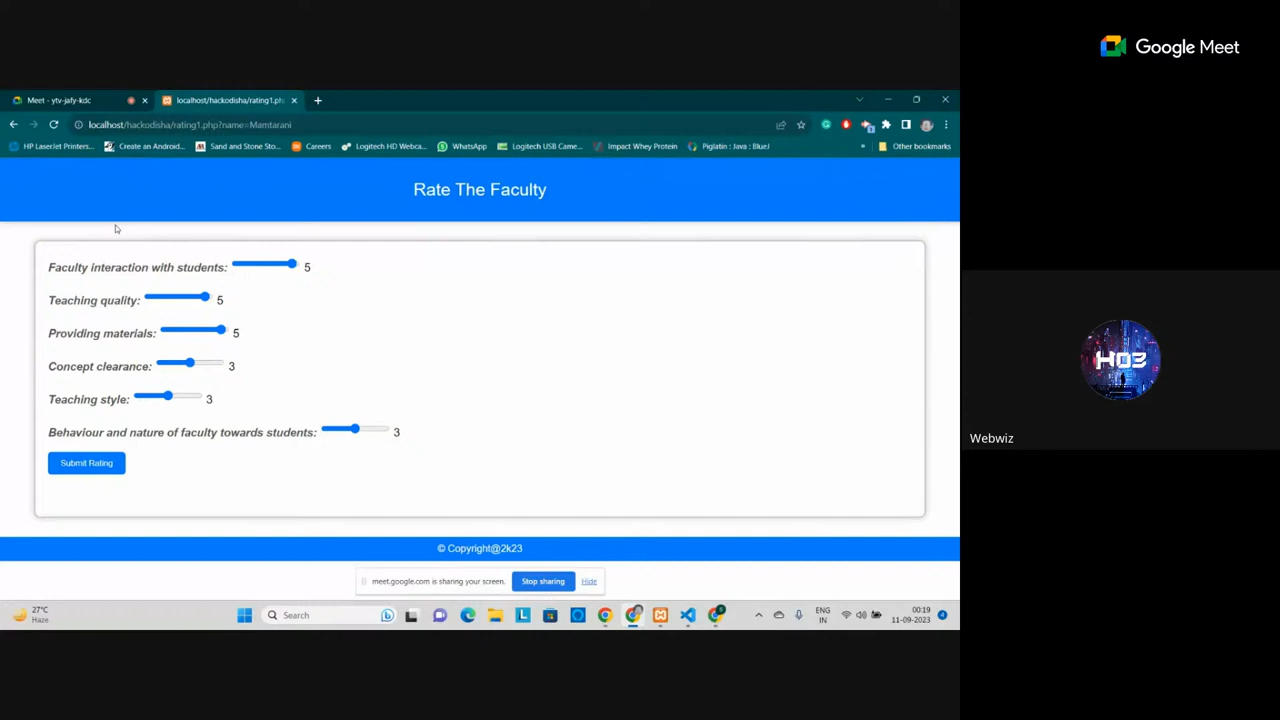 Google Meet
Meet - ytv-jafy-kdc
localhost/hackodisha/rating1.ph
localhost/hackodisha/rating1.php?name=Mamtarani
HP LaserJet Printers...
Create an Android...
Sand and Stone Sto...
Careers
Logitech HD Webca...
WhatsApp
Logitech USB Came...
Impact Whey Protein
Piglatin : Java : BlueJ
»
Other bookmarks
Rate The Faculty
Faculty interaction with students: 5
Teaching quality: 5
Providing materials: 5
Concept clearance: 3
Teaching style: 3
Behaviour and nature of faculty towards students: 3
Submit Rating
H03
Webwiz
© Copyright@2k23
meet.google.com is sharing your screen.
Stop sharing
Hide
27°C
Haze
Search
ENG
IN
00:19
11-09-2023